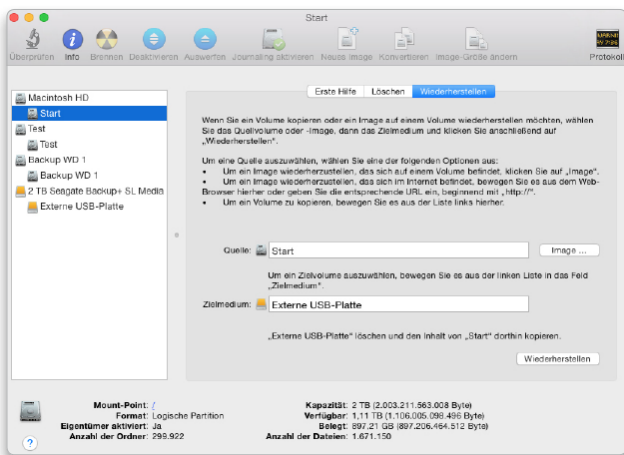 Start
Überprüfen Info Brennen Deaktivieren Auswerfen Journaling aktivieren Neues Image Konvertieren Image-Größe ändern Protokoll
Macintosh HD
Start
Test
Test
Backup WD 1
Backup WD 1
2 TB Seagate Backup+ SL Media
Externe USB-Platte
Erste Hilfe Löschen Wiederherstellen
Wenn Sie ein Volume kopieren oder ein Image auf einem Volume wiederherstellen möchten, wählen
Sie das Quellvolume oder -Image, dann das Zielmedium und klicken Sie anschließend auf
„Wiederherstellen“.
Um eine Quelle auszuwählen, wählen Sie eine der folgenden Optionen aus:
• Um ein Image wiederherzustellen, das sich auf einem Volume befindet, klicken Sie auf „Image“.
• Um ein Image wiederherzustellen, das sich im Internet befindet, bewegen Sie es aus dem Web-
Browser hierher oder geben Sie die entsprechende URL ein, beginnend mit „http://“.
• Um ein Volume zu kopieren, bewegen Sie es aus der Liste links hierher.
Quelle: Start Image ...
Um ein Zielvolume auszuwählen, bewegen Sie es aus der linken Liste in das Feld
„Zielmedium“.
Zielmedium: Externe USB-Platte
„Externe USB-Platte“ löschen und den Inhalt von „Start“ dorthin kopieren.
Wiederherstellen
Mount-Point: / Kapazität: 2 TB (2.003.211.563.008 Byte)
Format: Logische Partition Verfügbar: 1,11 TB (1.106.005.098.496 Byte)
Eigentümer aktiviert: Ja Belegt: 897,21 GB (897.206.464.512 Byte)
Anzahl der Ordner: 299.922 Anzahl der Dateien: 1.671.150
?